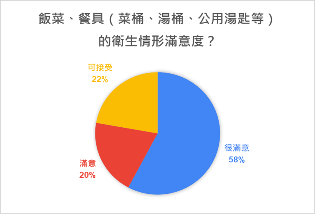 飯菜、餐具（菜桶、湯桶、公用湯匙等）
的衛生情形滿意度？
可接受
22%
很滿意
58%
滿意
20%